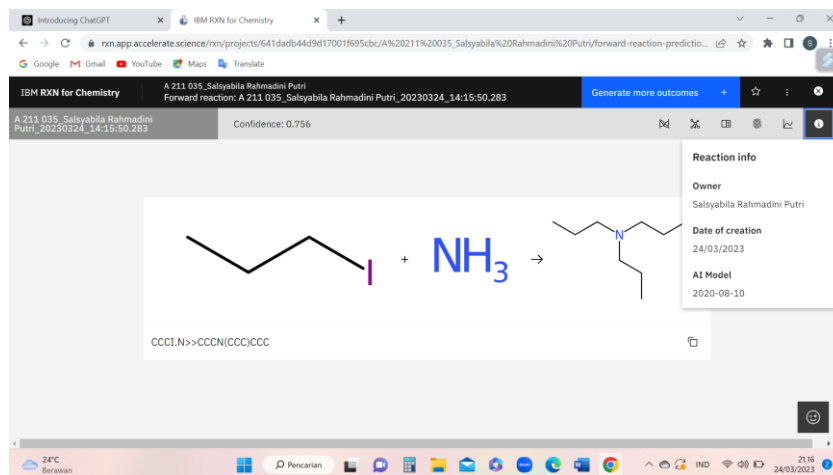 Introducing ChatGPT
IBM RXN for Chemistry
rxn.app.accelerate.science/rxn/projects/641dadb44d9d17001f695cbc/A%20211%20035_Salsyabila%20Rahmadini%20Putri/forward-reaction-predictio...
Google
Gmail
YouTube
Maps
Translate
IBM RXN for Chemistry
A 211 035_Salsyabila Rahmadini Putri
Forward reaction: A 211 035_Salsyabila Rahmadini Putri_20230324_14:15:50.283
Generate more outcomes +
A 211 035_Salsyabila Rahmadini
Putri_20230324_14:15:50.283
Confidence: 0.756
Reaction info
Owner
Salsyabila Rahmadini Putri
Date of creation
24/03/2023
AI Model
2020-08-10
I + NH3 → N
CCCI.N>>CCCN(CCC)CCC
24°C
Berawan
Pencarian
IND
21.16
24/03/2023